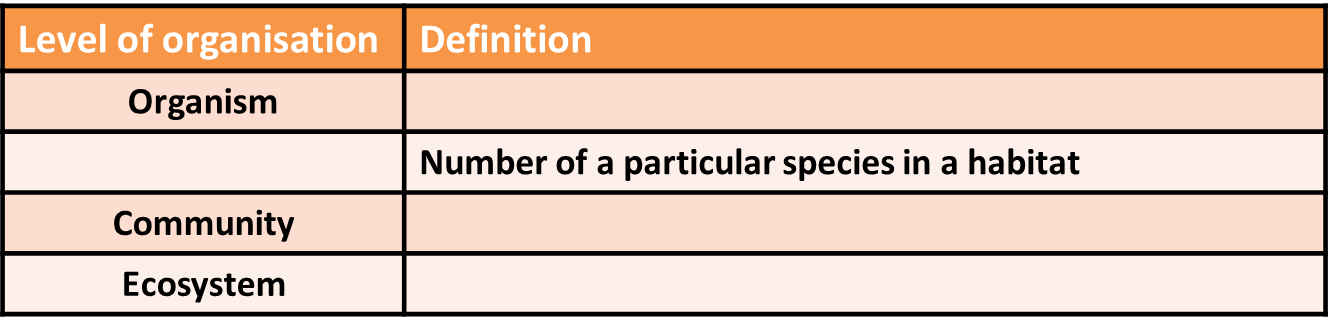 Level of organisation
Definition
Organism
Number of a particular species in a habitat
Community
Ecosystem